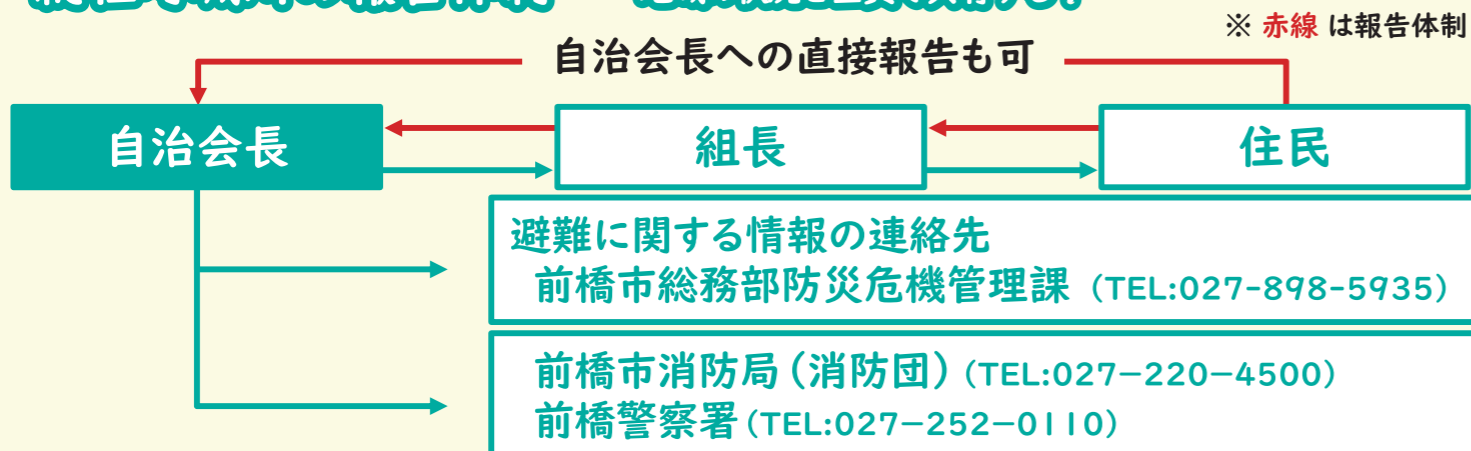 ※ 赤線 は報告体制
自治会長への直接報告も可
自治会長
組長
住民
避難に関する情報の連絡先
前橋市総務部防災危機管理課 (TEL:027-898-5935)
前橋市消防局(消防団)(TEL:027−220−4500)
前橋警察署(TEL:027−252−0110)